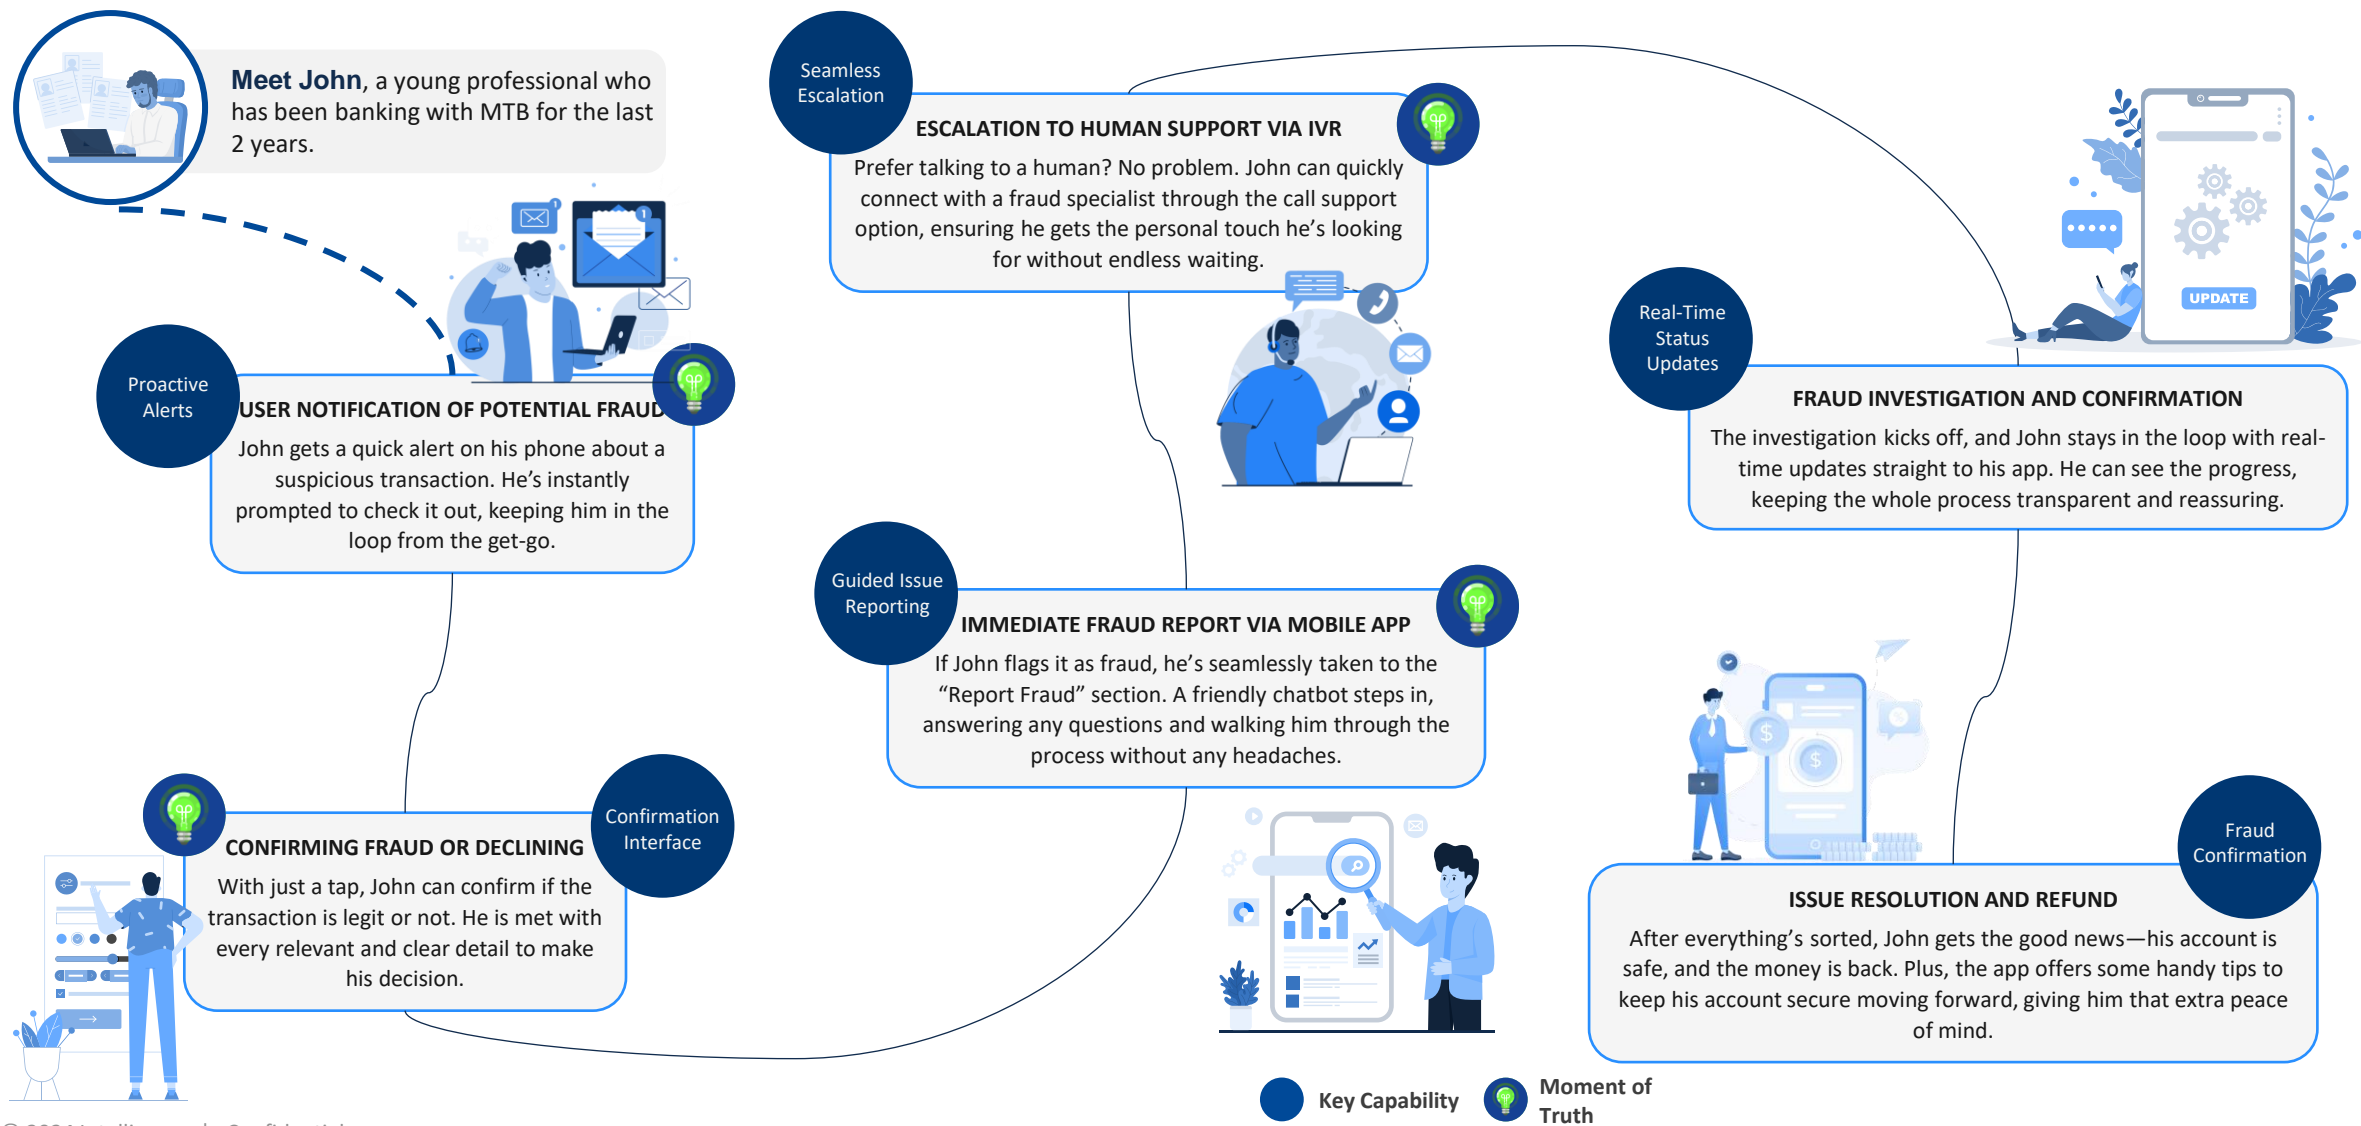 Meet John, a young professional who
has been banking with MTB for the last
2 years.
Proactive
Alerts
USER NOTIFICATION OF POTENTIAL FRAUD
John gets a quick alert on his phone about a
suspicious transaction. He’s instantly
prompted to check it out, keeping him in the
loop from the get-go.
Confirmation
Interface
CONFIRMING FRAUD OR DECLINING
With just a tap, John can confirm if the
transaction is legit or not. He is met with
every relevant and clear detail to make
his decision.
Guided Issue
Reporting
IMMEDIATE FRAUD REPORT VIA MOBILE APP
If John flags it as fraud, he’s seamlessly taken to the
“Report Fraud” section. A friendly chatbot steps in,
answering any questions and walking him through the
process without any headaches.
Seamless
Escalation
ESCALATION TO HUMAN SUPPORT VIA IVR
Prefer talking to a human? No problem. John can quickly
connect with a fraud specialist through the call support
option, ensuring he gets the personal touch he’s looking
for without endless waiting.
UPDATE
Real-Time
Status
Updates
FRAUD INVESTIGATION AND CONFIRMATION
The investigation kicks off, and John stays in the loop with real-
time updates straight to his app. He can see the progress,
keeping the whole process transparent and reassuring.
Fraud
Confirmation
ISSUE RESOLUTION AND REFUND
After everything’s sorted, John gets the good news—his account is
safe, and the money is back. Plus, the app offers some handy tips to
keep his account secure moving forward, giving him that extra peace
of mind.
Key Capability
Moment of
Truth